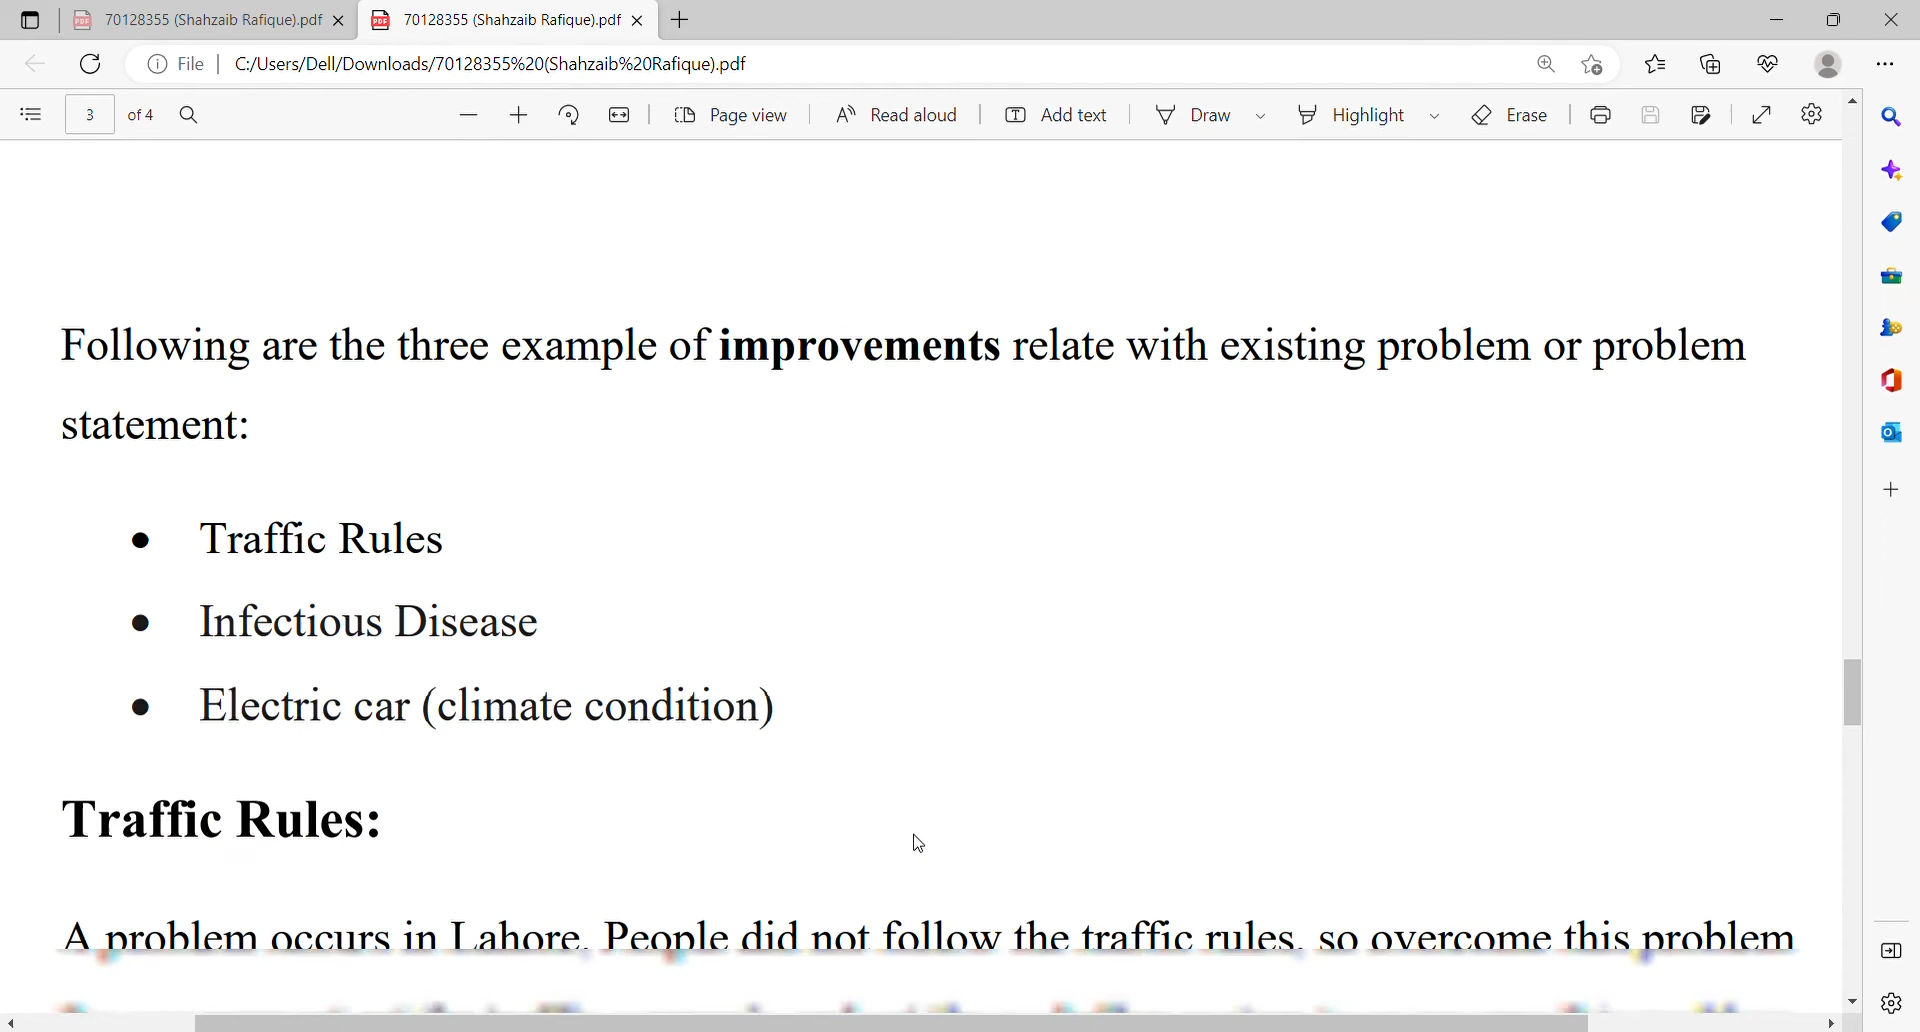 70128355 (Shahzaib Rafique).pdf
70128355 (Shahzaib Rafique).pdf
File
C:/Users/Dell/Downloads/70128355%20(Shahzaib%20Rafique).pdf
3 of 4
Page view
Read aloud
Add text
Draw
Highlight
Erase
Following are the three example of improvements relate with existing problem or problem
statement:
• Traffic Rules
• Infectious Disease
• Electric car (climate condition)
Traffic Rules:
A problem occurs in Lahore. People did not follow the traffic rules, so overcome this problem